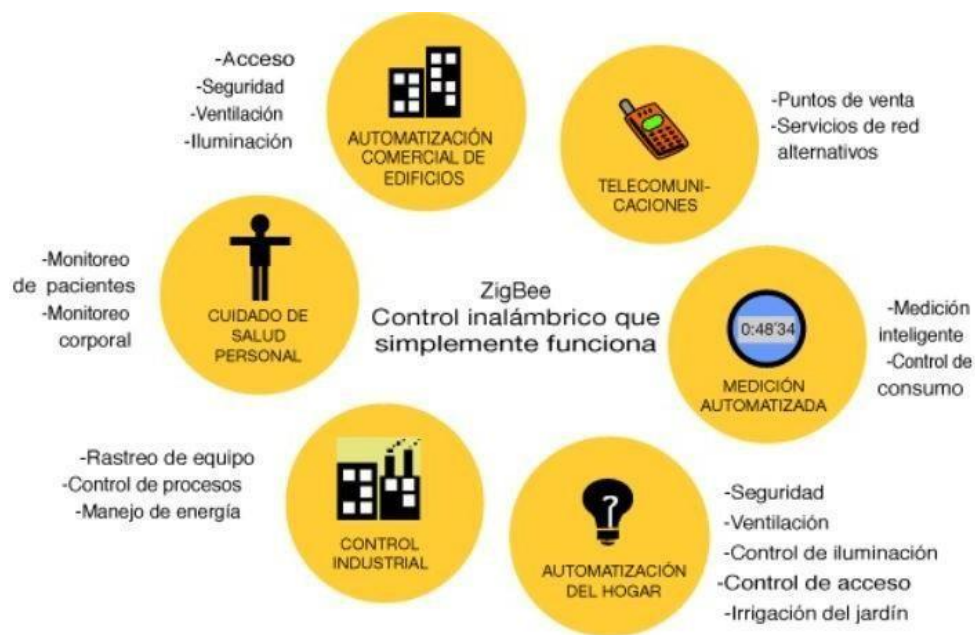 -Acceso
-Seguridad
-Ventilación
-Iluminación
AUTOMATIZACIÓN
COMERCIAL DE
EDIFICIOS
TELECOMUNI-
CACIONES
-Puntos de venta
-Servicios de red
alternativos
-Monitoreo
de pacientes
-Monitoreo
corporal
CUIDADO DE
SALUD
PERSONAL
ZigBee
Control inalámbrico que
simplemente funciona
0:48'34
MEDICIÓN
AUTOMATIZADA
-Medición
inteligente
-Control de
consumo
-Rastreo de equipo
-Control de procesos
-Manejo de energía
CONTROL
INDUSTRIAL
?
AUTOMATIZACIÓN
DEL HOGAR
-Seguridad
-Ventilación
-Control de iluminación
-Control de acceso
-Irrigación del jardín